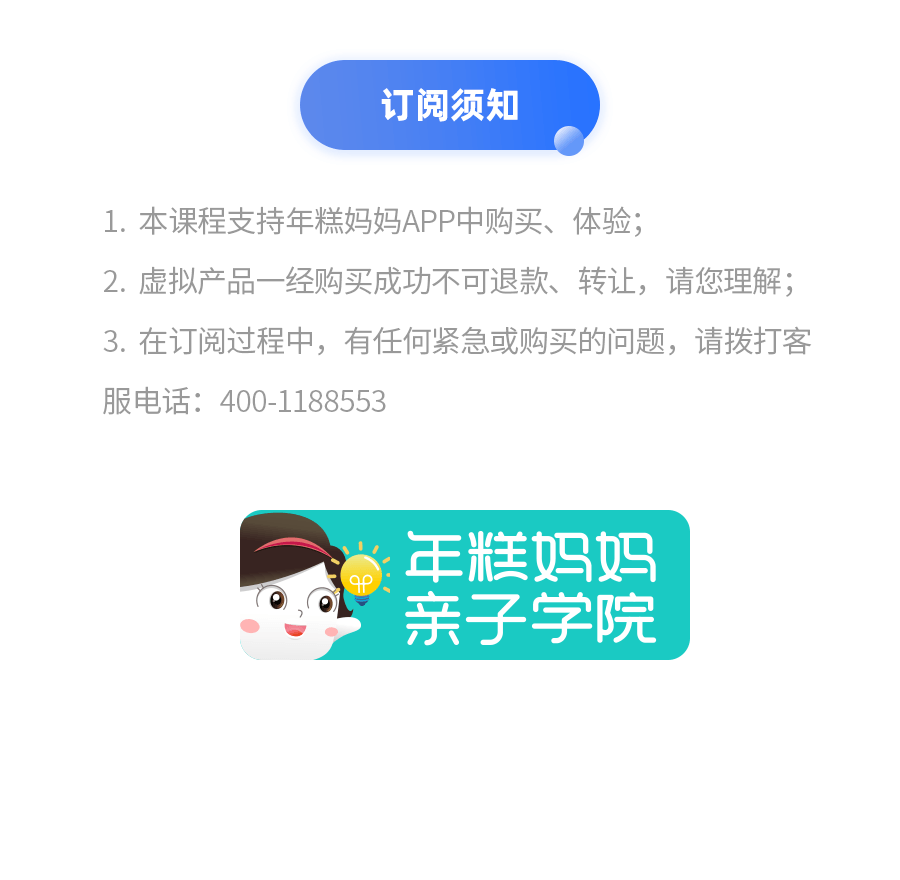 订阅须知
1. 本课程支持年糕妈妈APP中购买、体验；
2. 虚拟产品一经购买成功不可退款、转让，请您理解；
3. 在订阅过程中，有任何紧急或购买的问题，请拨打客
服电话：400-1188553
年糕妈妈
亲子学院